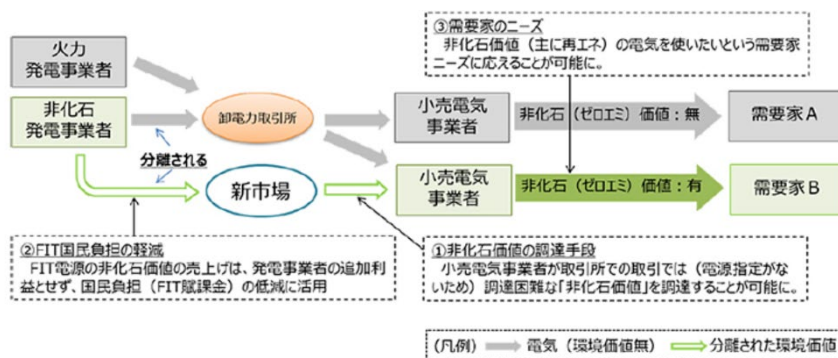 ③需要家のニーズ
非化石価値（主に再エネ）の電気を使いたいという需要家
ニーズに応えることが可能に。
火力
発電事業者
非化石
発電事業者
卸電力取引所
小売電気
事業者
非化石（ゼロエミ）価値：無
需要家A
分離される
新市場
小売電気
事業者
非化石（ゼロエミ）価値：有
需要家B
②FIT国民負担の軽減
FIT電源の非化石価値の売上げは、発電事業者の追加利
益とせず、国民負担（FIT賦課金）の低減に活用
①非化石価値の調達手段
小売電気事業者が取引所での取引では（電源指定がな
いため）調達困難な「非化石価値」を調達することが可能に。
(凡例)
電気（環境価値無）
分離された環境価値